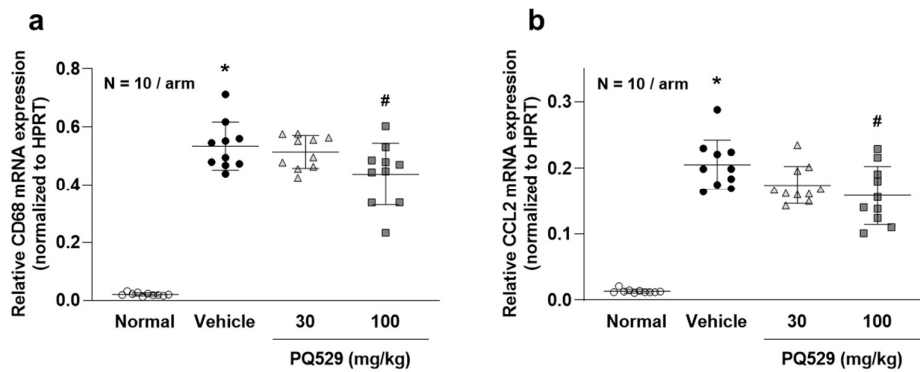 a
Relative CD68 mRNA expression
(normalized to HPRT)
0.8
0.6
0.4
0.2
0.0
N = 10 / arm
*
#
Normal Vehicle 30 100
PQ529 (mg/kg)
b
Relative CCL2 mRNA expression
(normalized to HPRT)
0.3
0.2
0.1
0.0
N = 10 / arm
*
#
Normal Vehicle 30 100
PQ529 (mg/kg)